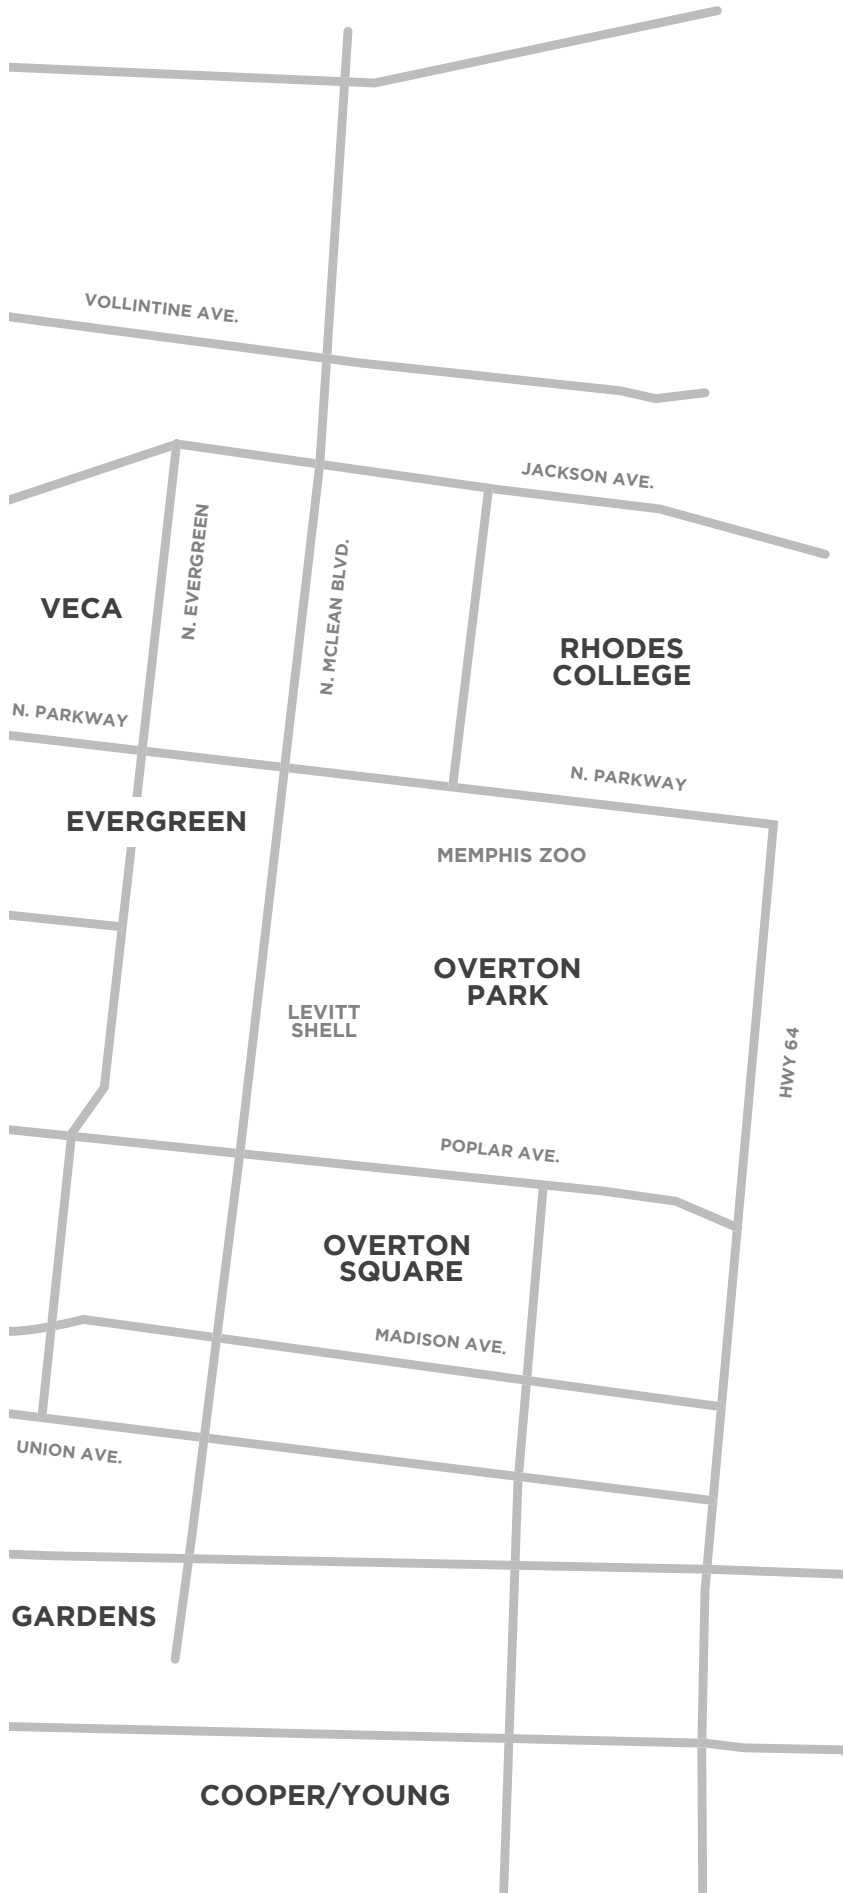 VOLLINTINE AVE.
JACKSON AVE.
N. EVERGREEN
N. MCLEAN BLVD.
VECA
RHODES
COLLEGE
N. PARKWAY
N. PARKWAY
EVERGREEN
MEMPHIS ZOO
OVERTON
PARK
LEVITT
SHELL
HWY 64
POPLAR AVE.
OVERTON
SQUARE
MADISON AVE.
UNION AVE.
GARDENS
COOPER/YOUNG